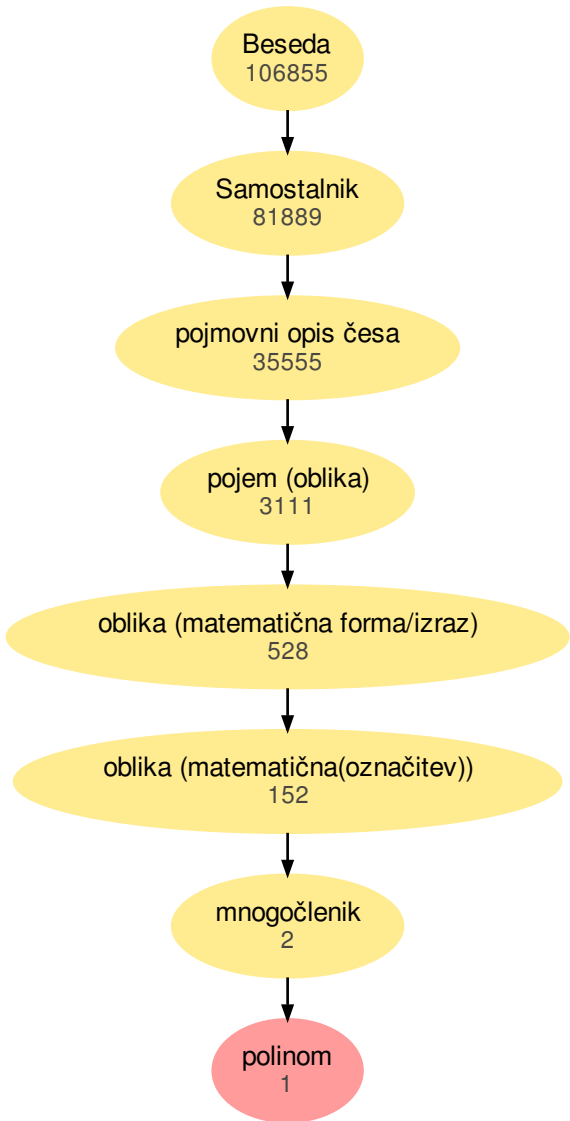 Beseda
106855
Samostalnik
81889
pojmovni opis česa
35555
pojem (oblika)
3111
oblika (matematična forma/izraz)
528
oblika (matematična(označitev))
152
mnogočlenik
2
polinom
1